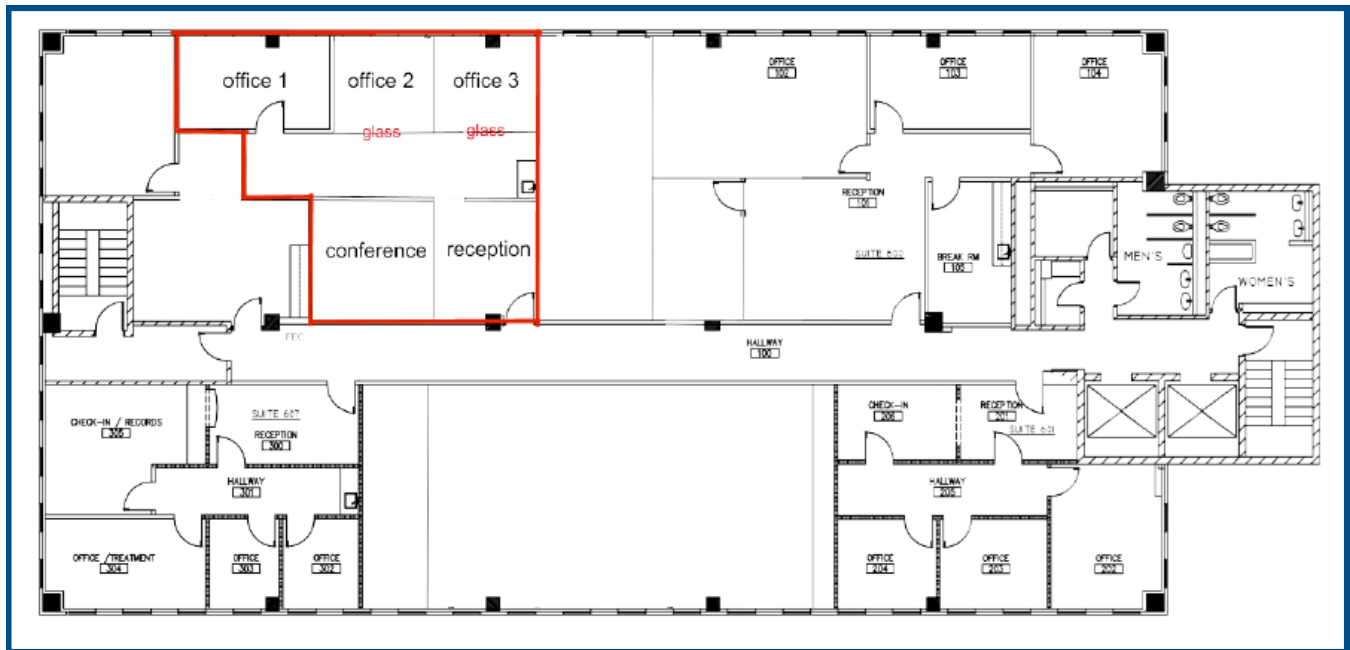 office 1
office 2
office 3
glass
glass
conference
reception
OFFICE
102
OFFICE
103
OFFICE
104
RECEPTION
101
SUITE 602
BREAK RM
MEN'S
WOMEN'S
FEC
HALLWAY
100
CHECK-IN / RECORDS
305
SUITE 607
RECEPTION
300
HALLWAY
301
OFFICE /TREATMENT
304
OFFICE
303
OFFICE
302
CHECK-IN
206
RECEPTION
201
SUITE 601
HALLWAY
205
OFFICE
204
OFFICE
203
OFFICE
202